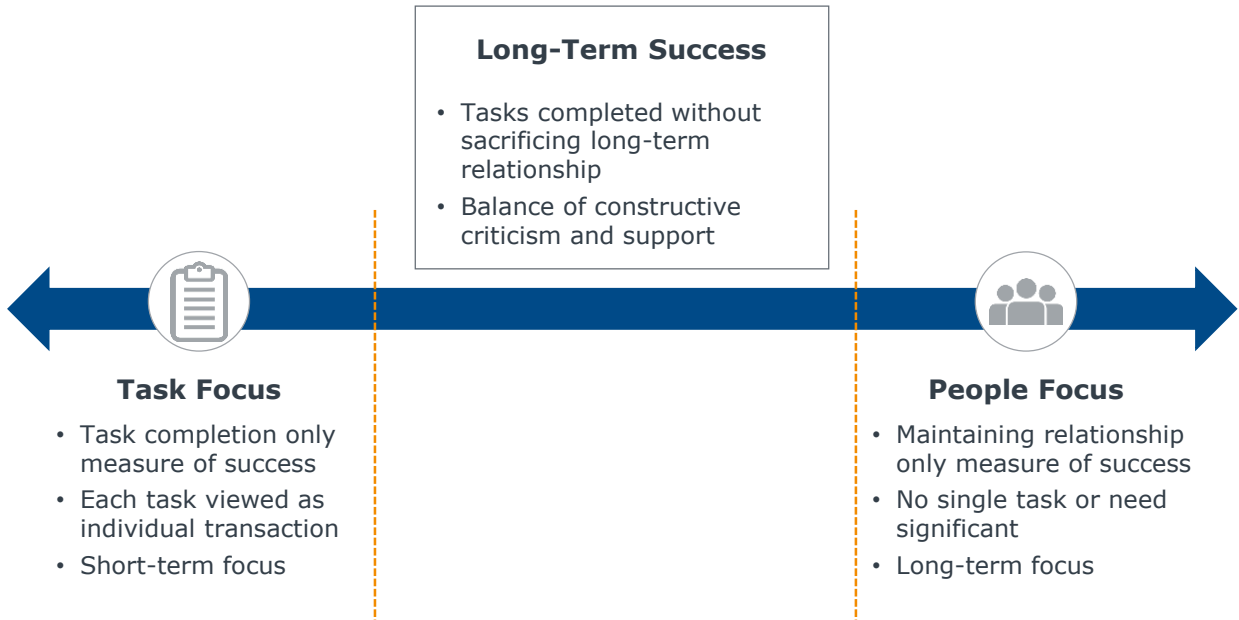 Long-Term Success
• Tasks completed without
sacrificing long-term
relationship
• Balance of constructive
criticism and support
Task Focus
• Task completion only
measure of success
• Each task viewed as
individual transaction
• Short-term focus
People Focus
• Maintaining relationship
only measure of success
• No single task or need
significant
• Long-term focus